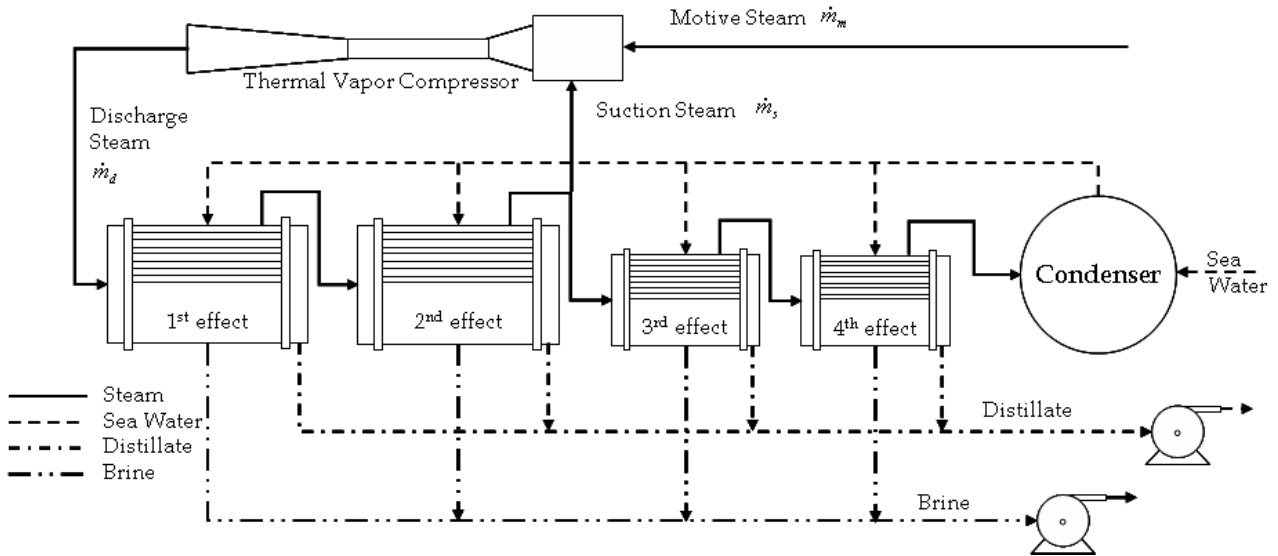 Motive Steam ṁm
Thermal Vapor Compressor
Suction Steam ṁs
Discharge
Steam
ṁd
Sea
Water
Condenser
1st effect
2nd effect
3rd effect
4th effect
Steam
Sea Water
Distillate
Brine
Distillate
Brine